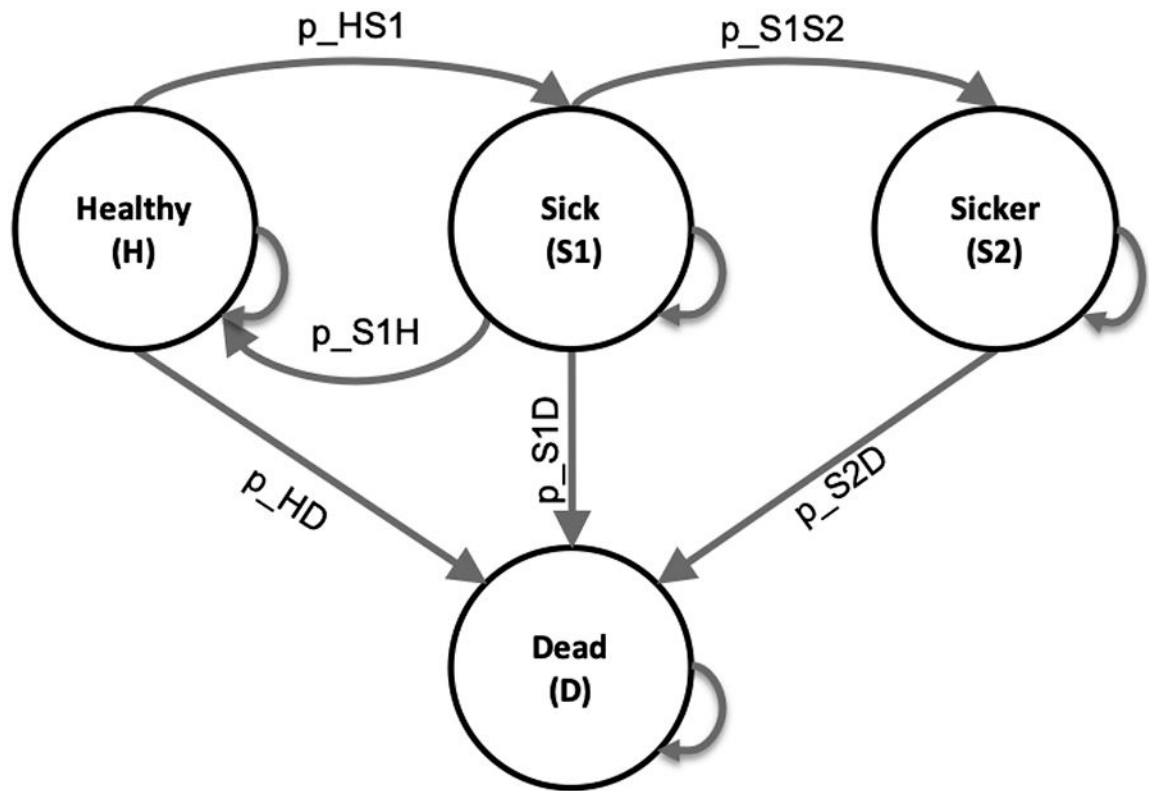 p_HS1
p_S1S2
Healthy
(H)
Sick
(S1)
Sicker
(S2)
p_S1H
p_HD
p_S1D
p_S2D
Dead
(D)